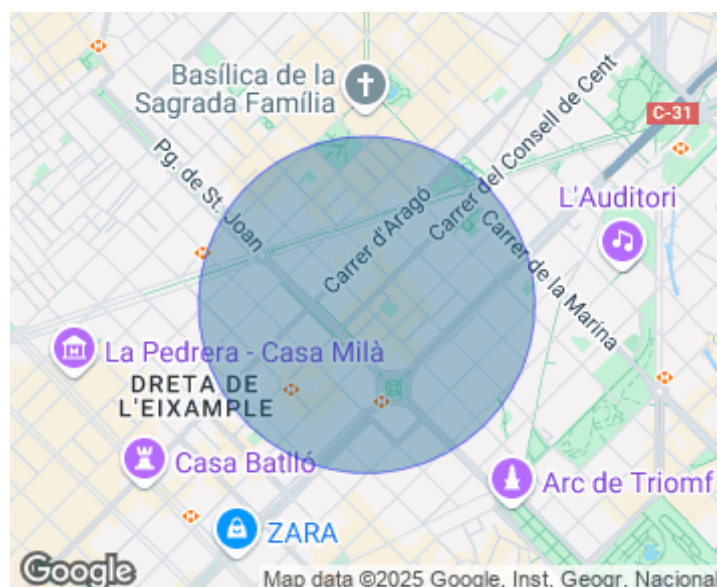 Basílica de la
Sagrada Família
C-31
Carrer del Consell de Cent
Pg. de St. Joan
Carrer d'Aragó
L'Auditori
Carrer de la Marina
La Pedrera - Casa Milà
DRETA DE
L'EIXAMPLE
Casa Batlló
Arc de Triomf
ZARA
Google
Map data ©2025 Google, Inst. Geogr. Nacional